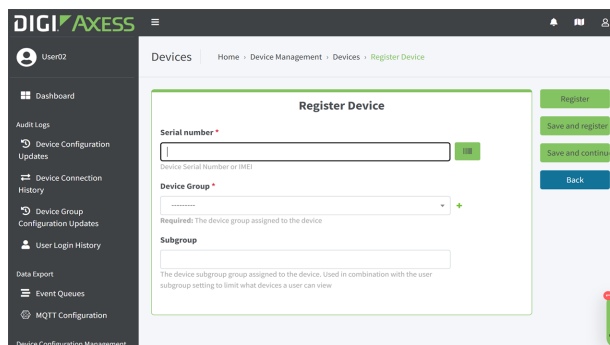 DIGI AXESS
User02
Devices
Home › Device Management › Devices › Register Device
Dashboard
Audit Logs
Device Configuration
Updates
Device Connection
History
Device Group
Configuration Updates
User Login History
Data Export
Event Queues
MQTT Configuration
Device Configuration Management
Register Device
Serial number *
Device Serial Number or IMEI
Device Group *
---------
Required: The device group assigned to the device
Subgroup
The device subgroup group assigned to the device. Used in combination with the user
subgroup setting to limit what devices a user can view
Register
Save and register
Save and continue
Back